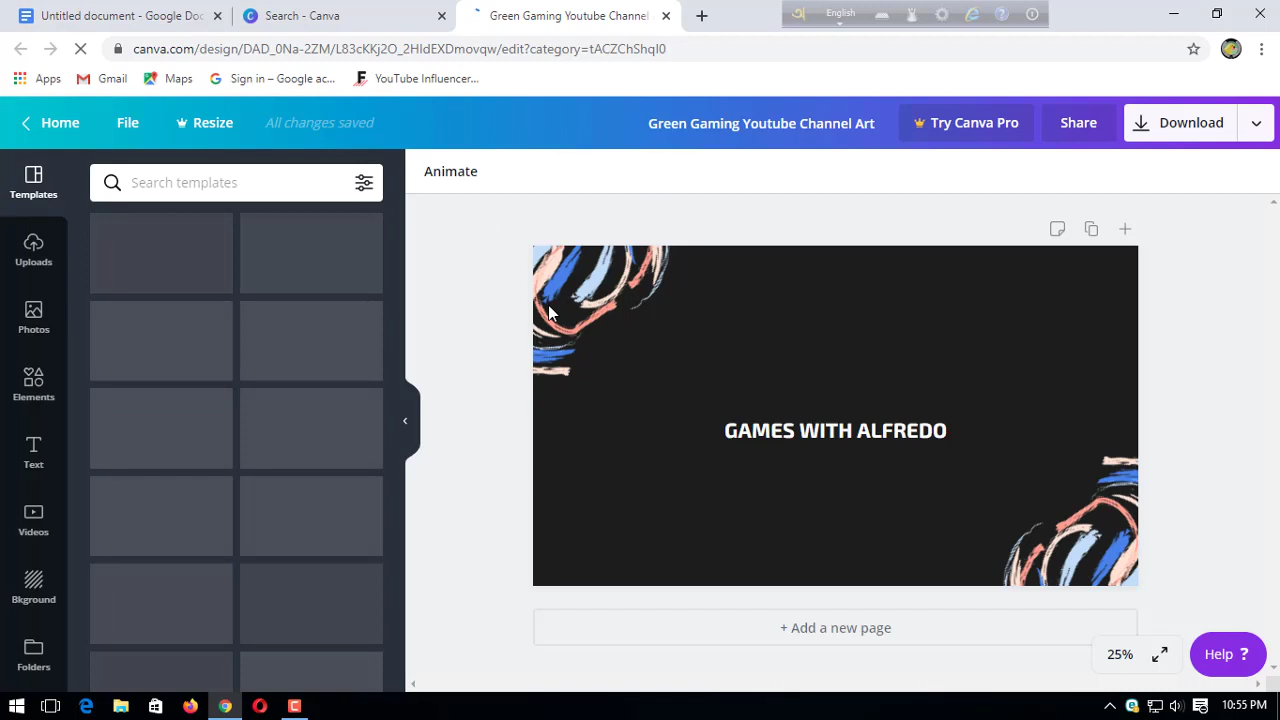 Untitled document - Google Do
Search - Canva
Green Gaming Youtube Channel
English
canva.com/design/DAD_0Na-2ZM/L83cKKj2O_2HIdEXDmovqw/edit?category=tACZChShqI0
Apps
Gmail
Maps
Sign in – Google ac...
YouTube Influencer...
Home
File
Resize
All changes saved
Green Gaming Youtube Channel Art
Try Canva Pro
Share
Download
Templates
Search templates
Animate
Uploads
Photos
Elements
Text
Videos
Bkground
Folders
GAMES WITH ALFREDO
+ Add a new page
25%
Help ?
10:55 PM